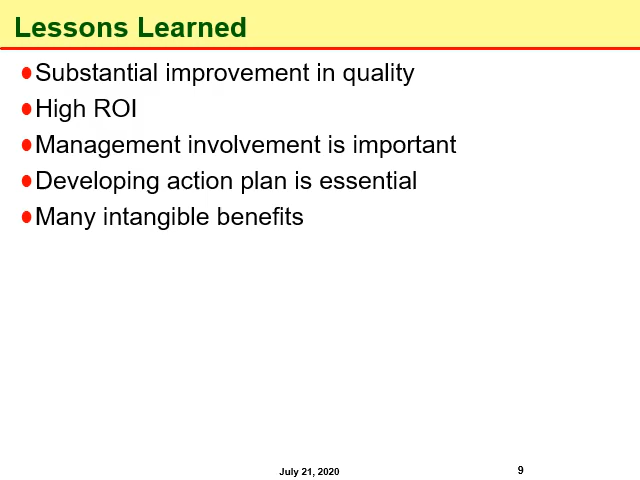 Lessons Learned
●Substantial improvement in quality
●High ROI
●Management involvement is important
●Developing action plan is essential
●Many intangible benefits
July 21, 2020
9